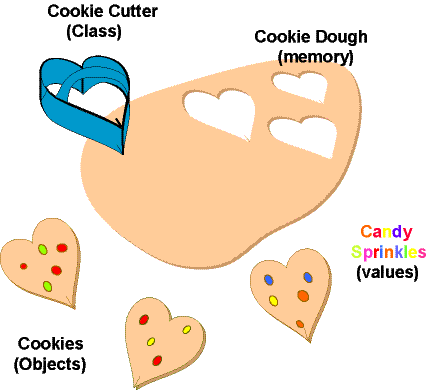 Cookie Cutter
(Class)
Cookie Dough
(memory)
Candy
Sprinkles
(values)
Cookies
(Objects)